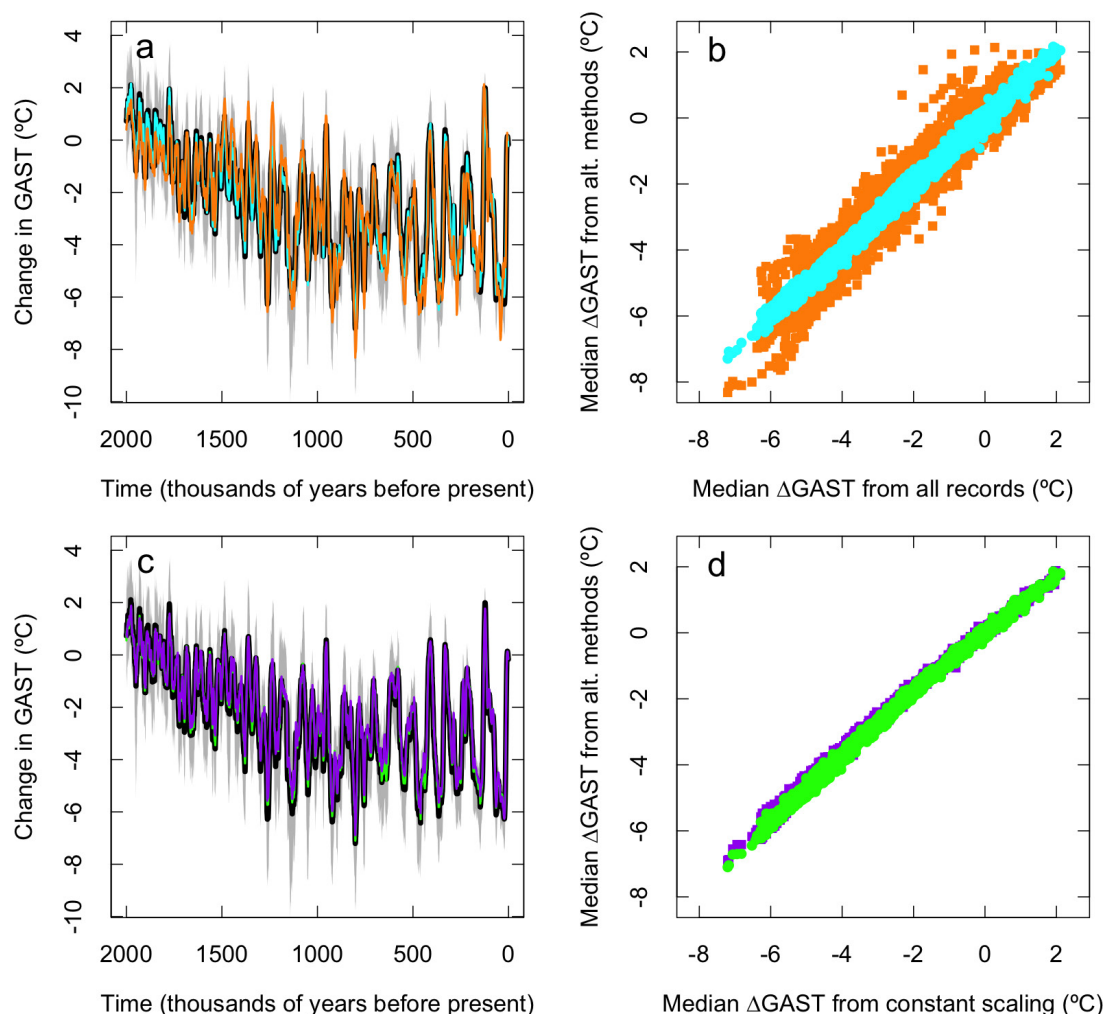 a
Change in GAST (ºC)
4
2
0
-2
-4
-6
-8
-10
2000 1500 1000 500 0
Time (thousands of years before present)
b
Median ∆GAST from alt. methods (ºC)
2
0
-2
-4
-6
-8
-8 -6 -4 -2 0 2
Median ∆GAST from all records (ºC)
c
Change in GAST (ºC)
4
2
0
-2
-4
-6
-8
-10
2000 1500 1000 500 0
Time (thousands of years before present)
d
Median ∆GAST from alt. methods (ºC)
2
0
-2
-4
-6
-8
-8 -6 -4 -2 0 2
Median ∆GAST from constant scaling (ºC)